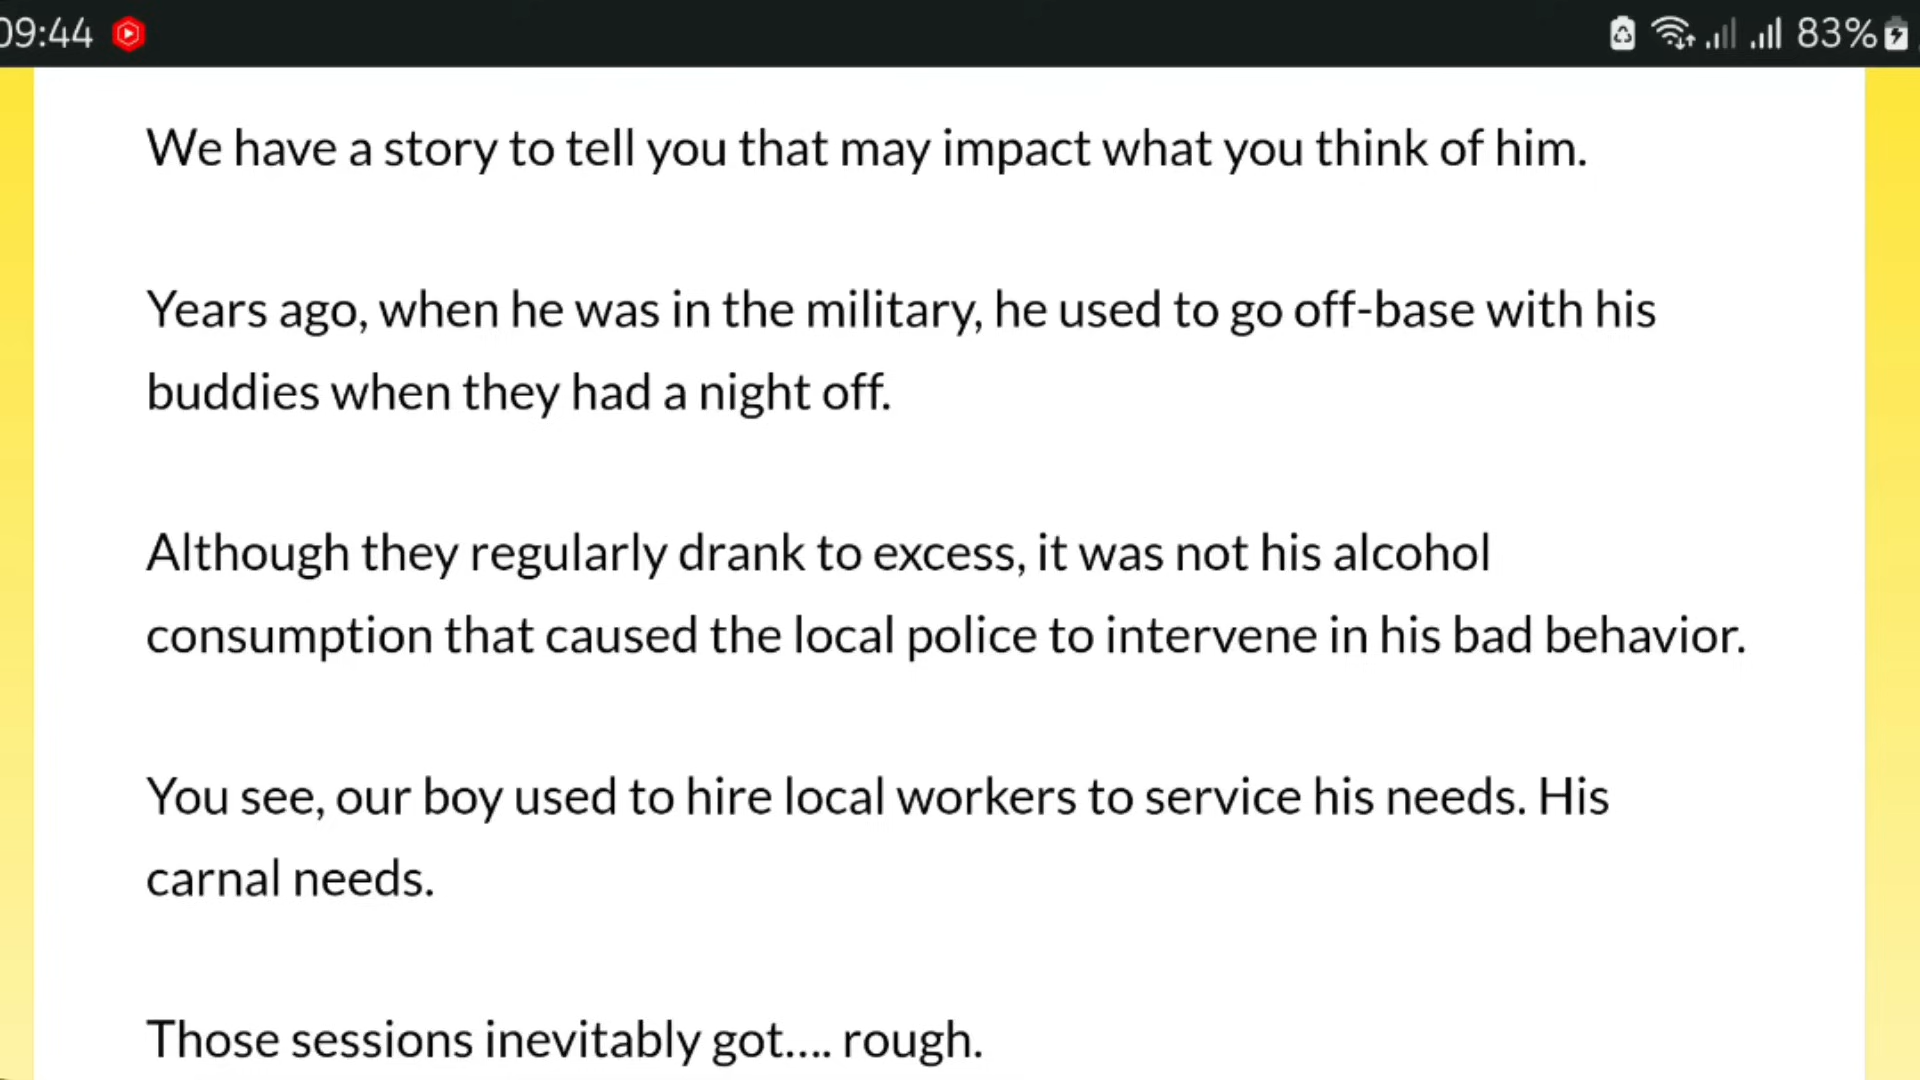 09:44 83%
We have a story to tell you that may impact what you think of him.
Years ago, when he was in the military, he used to go off-base with his
buddies when they had a night off.
Although they regularly drank to excess, it was not his alcohol
consumption that caused the local police to intervene in his bad behavior.
You see, our boy used to hire local workers to service his needs. His
carnal needs.
Those sessions inevitably got.... rough.